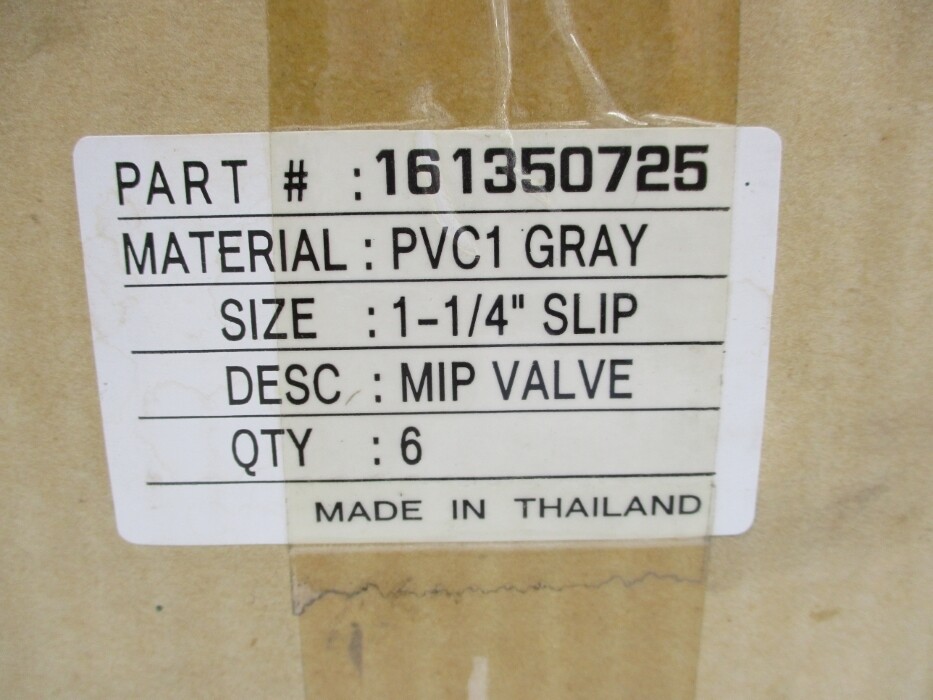 PART # :161350725
MATERIAL : PVC1 GRAY
SIZE : 1-1/4" SLIP
DESC : MIP VALVE
QTY : 6
MADE IN THAILAND